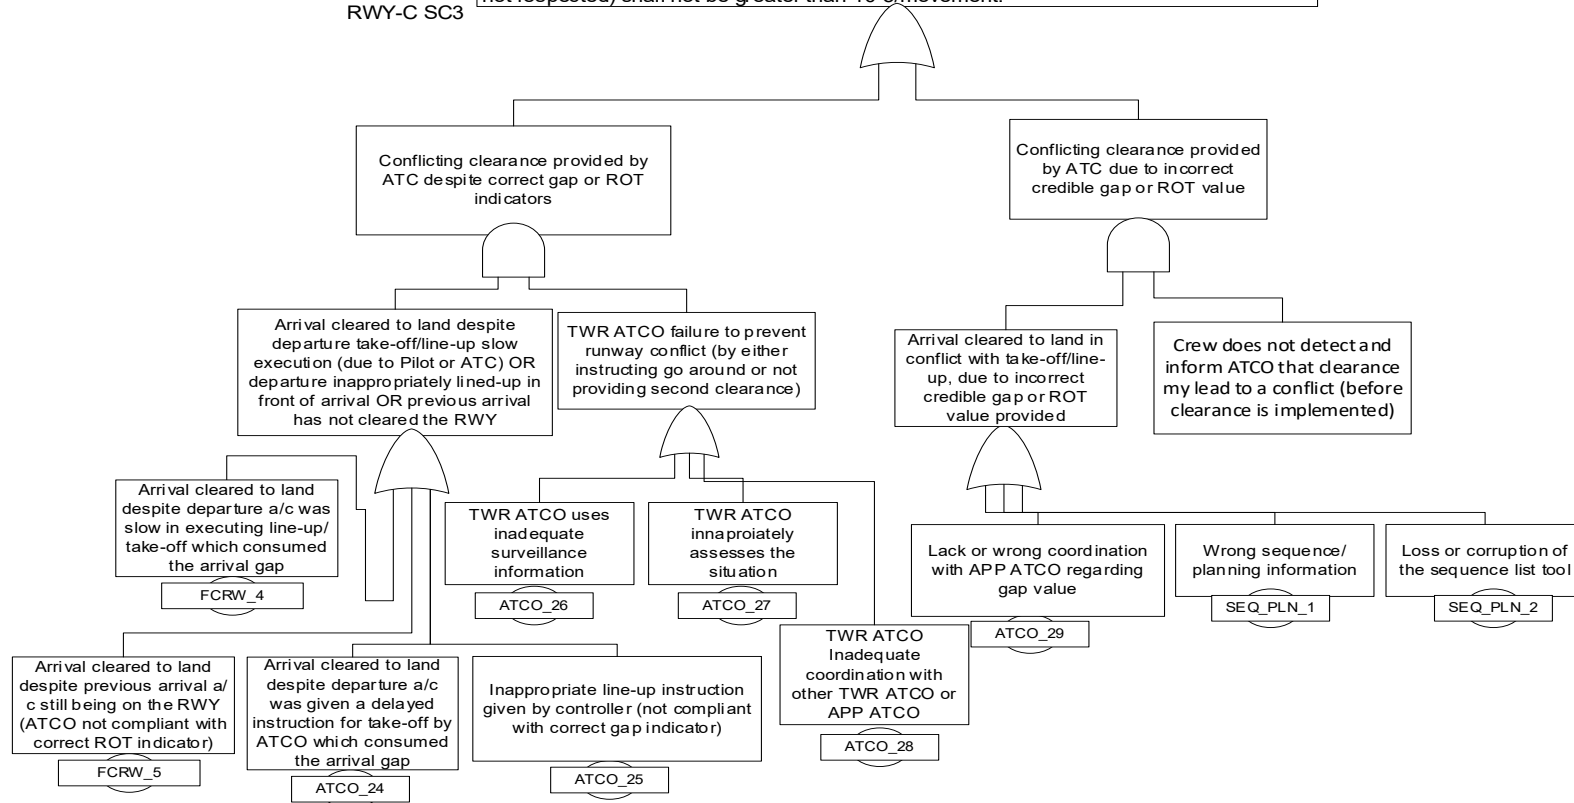 RWY-C SC3
Conflicting clearance provided by
ATC despite correct gap or ROT
indicators
Conflicting clearance provided
by ATC due to incorrect
credible gap or ROT value
Arrival cleared to land despite
departure take-off/line-up slow
execution (due to Pilot or ATC) OR
departure inappropriately lined-up in
front of arrival OR previous arrival
has not cleared the RWY
TWR ATCO failure to prevent
runway conflict (by either
instructing go around or not
providing second clearance)
Arrival cleared to land in
conflict with take-off/line-
up, due to incorrect
credible gap or ROT
value provided
Crew does not detect and
inform ATCO that clearance
my lead to a conflict (before
clearance is implemented)
Arrival cleared to land
despite departure a/c was
slow in executing line-up/
take-off which consumed
the arrival gap
FCRW_4
TWR ATCO uses
inadequate
surveillance
information
ATCO_26
TWR ATCO
innaproiately
assesses the
situation
ATCO_27
Lack or wrong coordination
with APP ATCO regarding
gap value
ATCO_29
Wrong sequence/
planning information
SEQ_PLN_1
Loss or corruption of
the sequence list tool
SEQ_PLN_2
Arrival cleared to land
despite previous arrival a/
c still being on the RWY
(ATCO not compliant with
correct ROT indicator)
FCRW_5
Arrival cleared to land
despite departure a/c
was given a delayed
instruction for take-off by
ATCO which consumed
the arrival gap
ATCO_24
Inappropriate line-up instruction
given by controller (not compliant
with correct gap indicator)
ATCO_25
TWR ATCO
Inadequate
coordination with
other TWR ATCO or
APP ATCO
ATCO_28